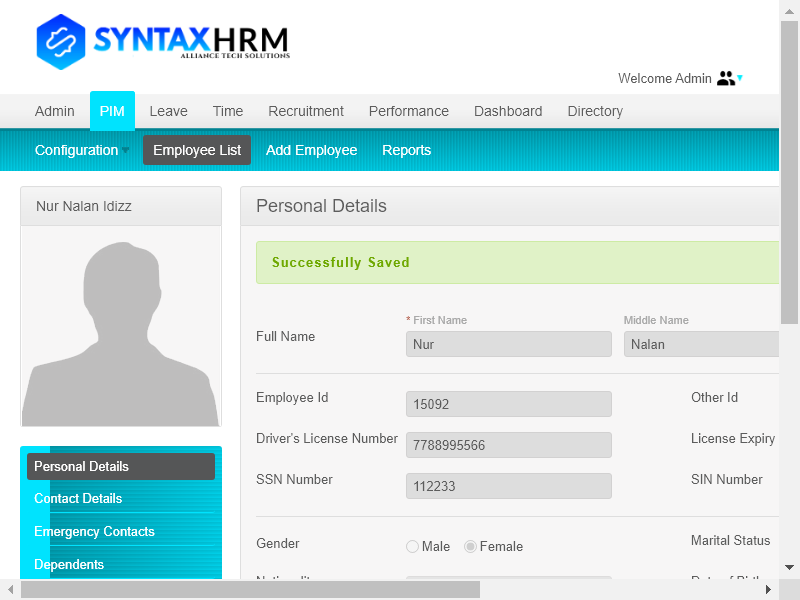 SYNTAXHRM
ALLIANCE TECH SOLUTIONS
Welcome Admin
Admin PIM Leave Time Recruitment Performance Dashboard Directory
Configuration Employee List Add Employee Reports
Nur Nalan Idizz
Personal Details
Successfully Saved
* First Name Middle Name
Full Name Nur Nalan
Employee Id 15092 Other Id
Driver's License Number 7788995566 License Expiry
SSN Number 112233 SIN Number
Gender Male Female Marital Status
Personal Details
Contact Details
Emergency Contacts
Dependents